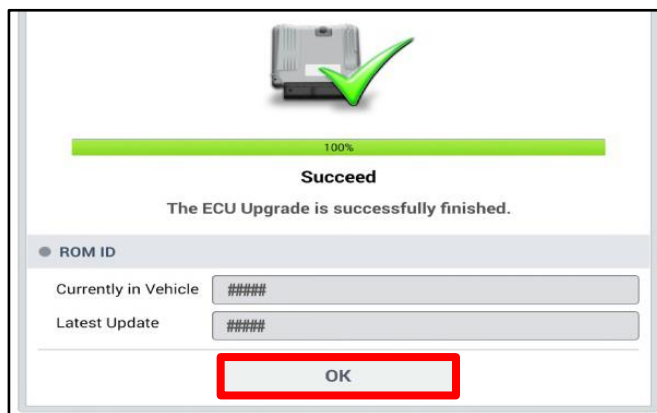 100%
Succeed
The ECU Upgrade is successfully finished.
ROM ID
Currently in Vehicle #####
Latest Update #####
OK